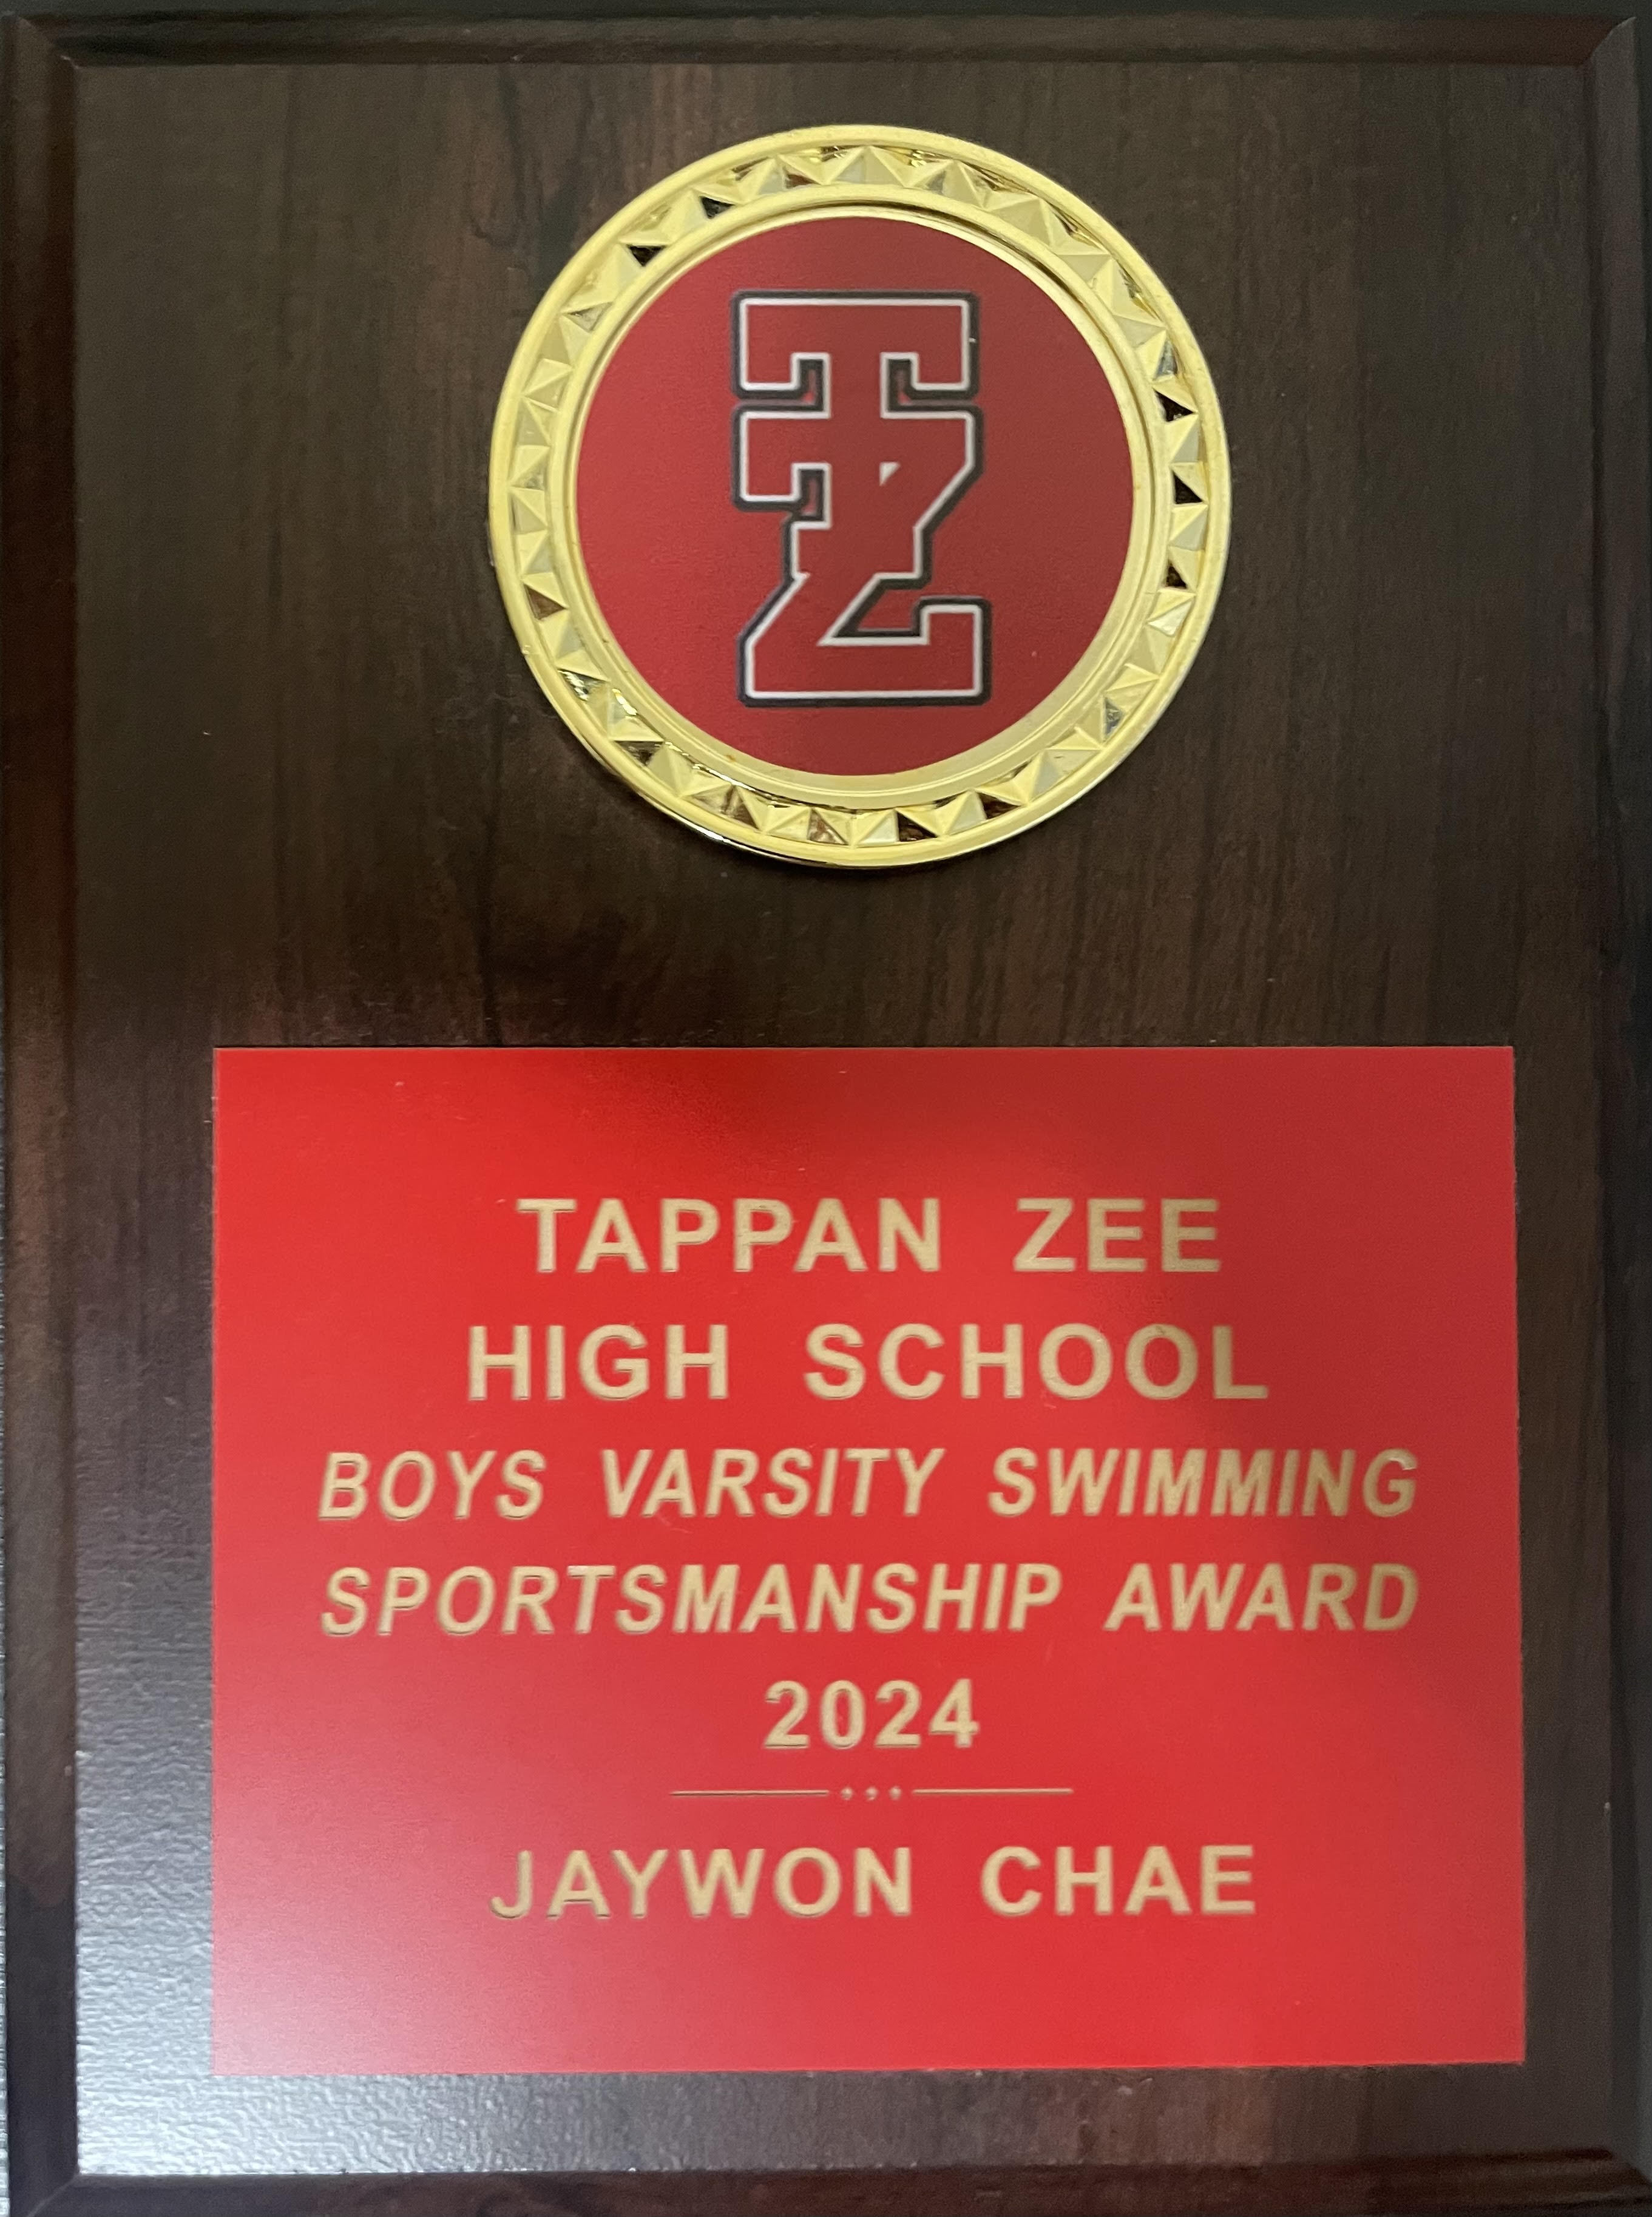 TZ
TAPPAN ZEE
HIGH SCHOOL
BOYS VARSITY SWIMMING
SPORTSMANSHIP AWARD
2024
JAYWON CHAE